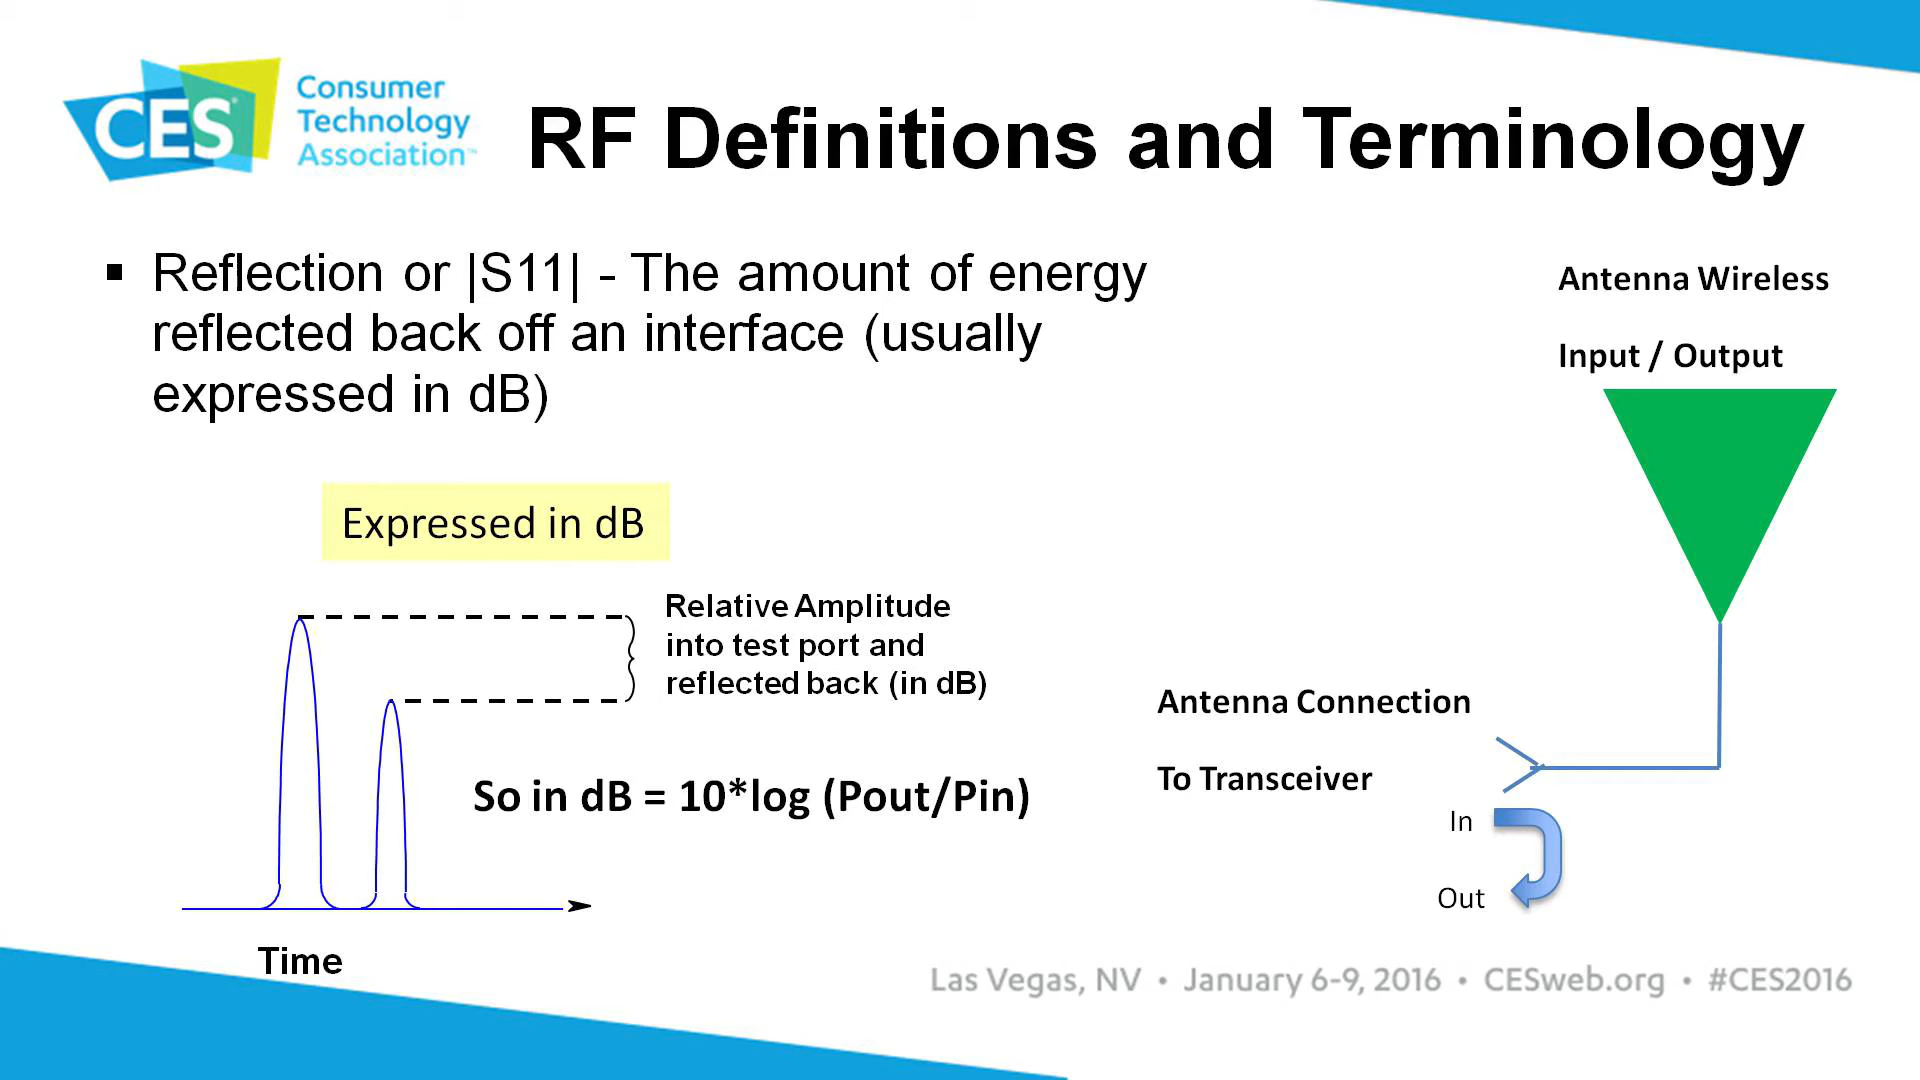 CES®
Consumer
Technology
Association™
RF Definitions and Terminology
▪ Reflection or |S11| - The amount of energy
reflected back off an interface (usually
expressed in dB)
Antenna Wireless
Input / Output
Expressed in dB
Relative Amplitude
into test port and
reflected back (in dB)
So in dB = 10*log (Pout/Pin)
Time
Antenna Connection
To Transceiver
In
Out
Las Vegas, NV • January 6-9, 2016 • CESweb.org • #CES2016